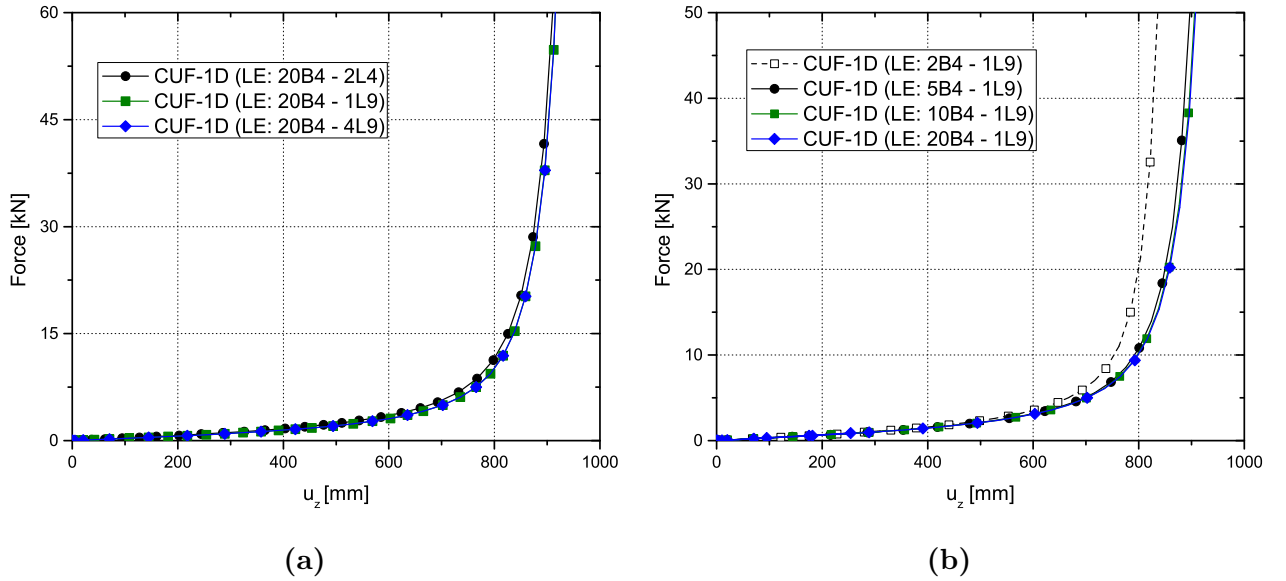 60
45
30
15
0
Force [kN]
CUF-1D (LE: 20B4 - 2L4)
CUF-1D (LE: 20B4 - 1L9)
CUF-1D (LE: 20B4 - 4L9)
0 200 400 600 800 1000
u_z [mm]
(a)
50
40
30
20
10
0
Force [kN]
CUF-1D (LE: 2B4 - 1L9)
CUF-1D (LE: 5B4 - 1L9)
CUF-1D (LE: 10B4 - 1L9)
CUF-1D (LE: 20B4 - 1L9)
0 200 400 600 800 1000
u_z [mm]
(b)